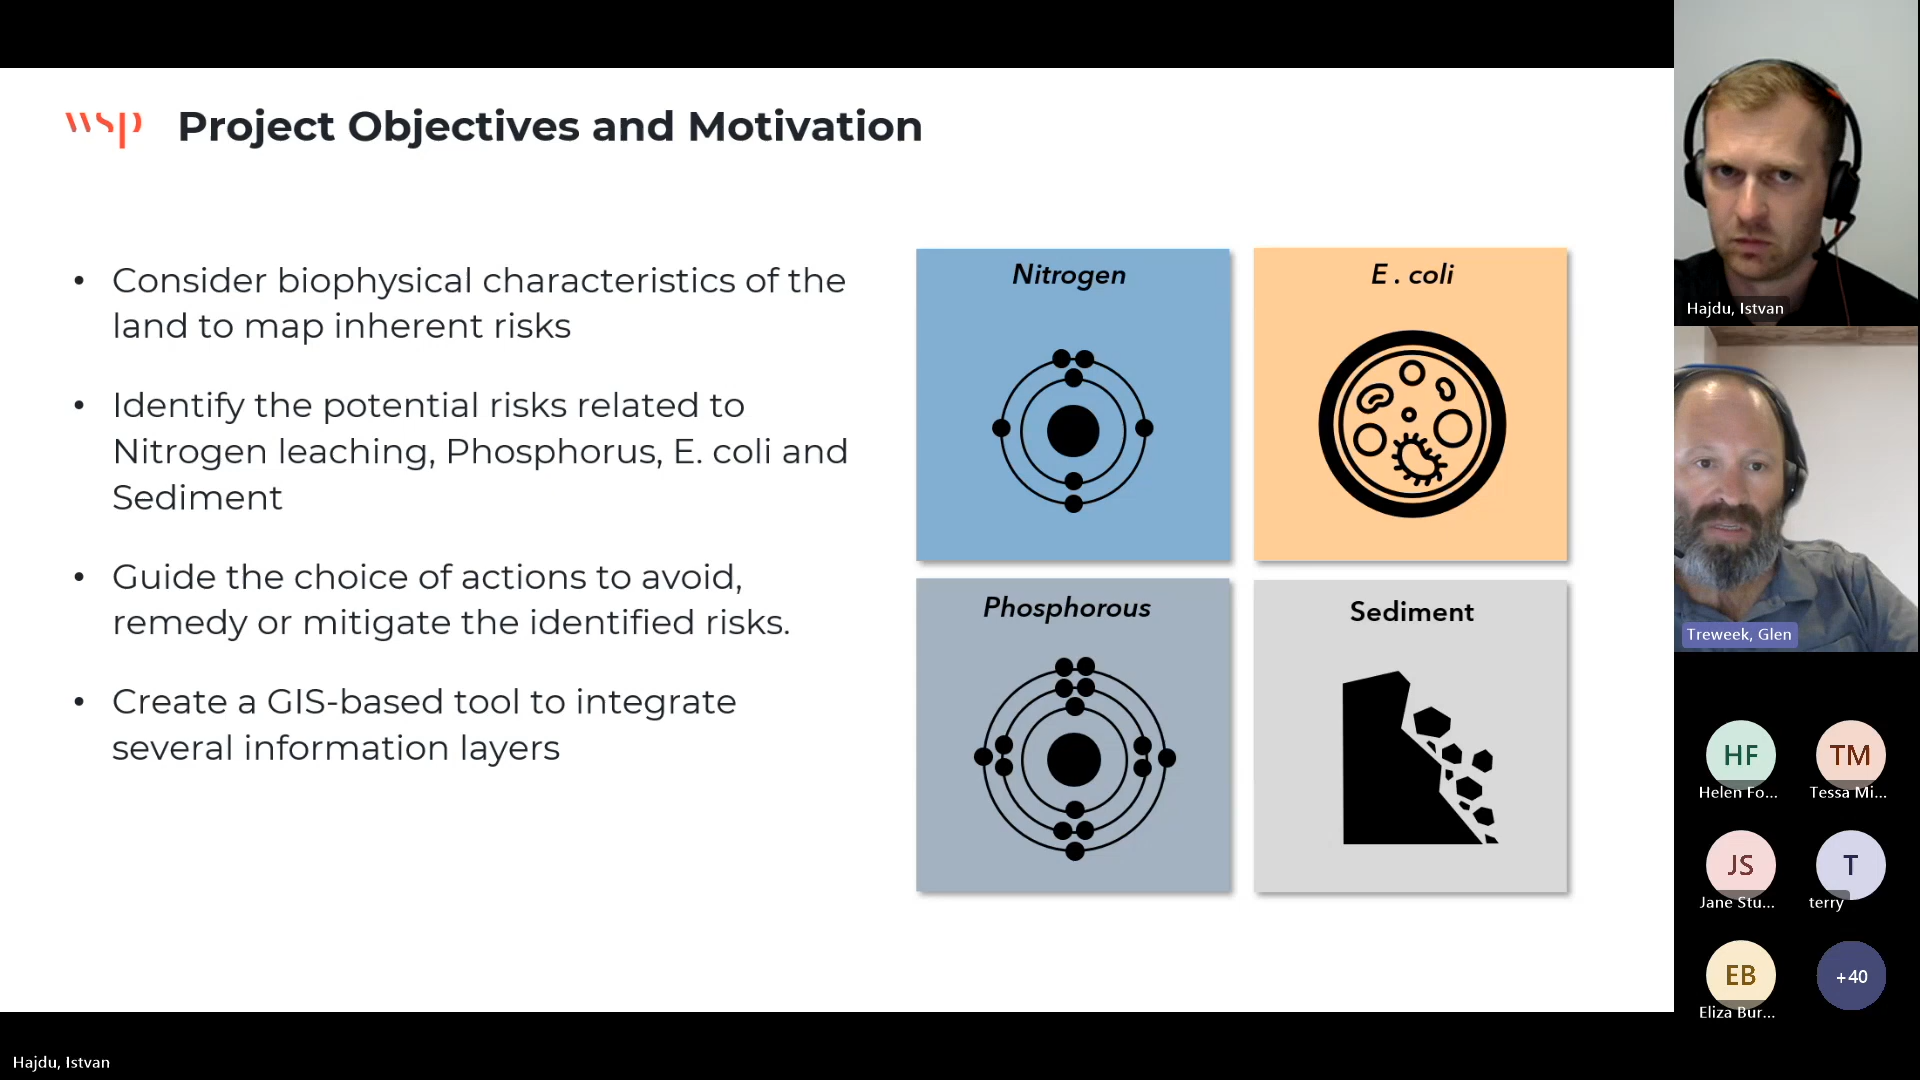 wsp Project Objectives and Motivation
• Consider biophysical characteristics of the
land to map inherent risks
• Identify the potential risks related to
Nitrogen leaching, Phosphorus, E. coli and
Sediment
• Guide the choice of actions to avoid,
remedy or mitigate the identified risks.
• Create a GIS-based tool to integrate
several information layers
Nitrogen
E . coli
Phosphorous
Sediment
Hajdu, Istvan
Treweek, Glen
HF
Helen Fo...
TM
Tessa Mi...
JS
Jane Stu...
T
terry
EB
Eliza Bur...
+40
Hajdu, Istvan